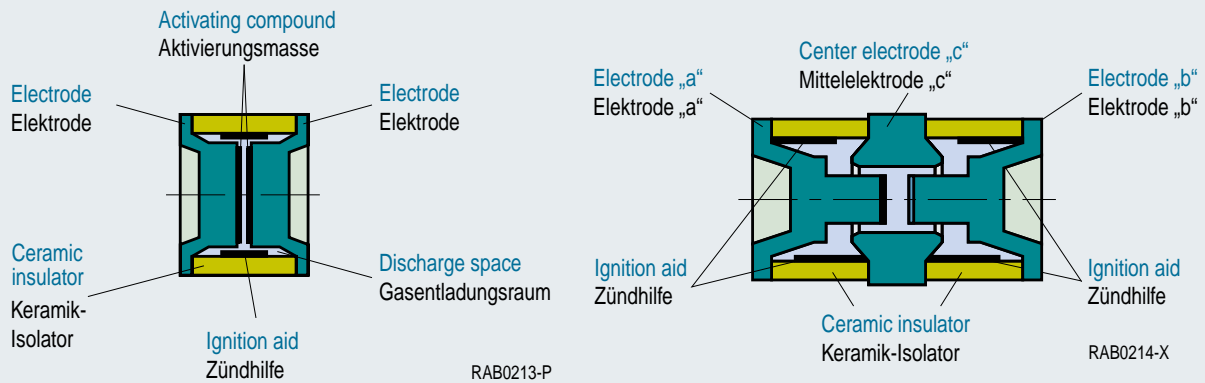 Activating compound
Aktivierungsmasse
Electrode
Elektrode
Electrode
Elektrode
Ceramic
insulator
Keramik-
Isolator
Discharge space
Gasentladungsraum
Ignition aid
Zündhilfe
RAB0213-P
Center electrode „c“
Mittelelektrode „c“
Electrode „a“
Elektrode „a“
Electrode „b“
Elektrode „b“
Ignition aid
Zündhilfe
Ignition aid
Zündhilfe
Ceramic insulator
Keramik-Isolator
RAB0214-X